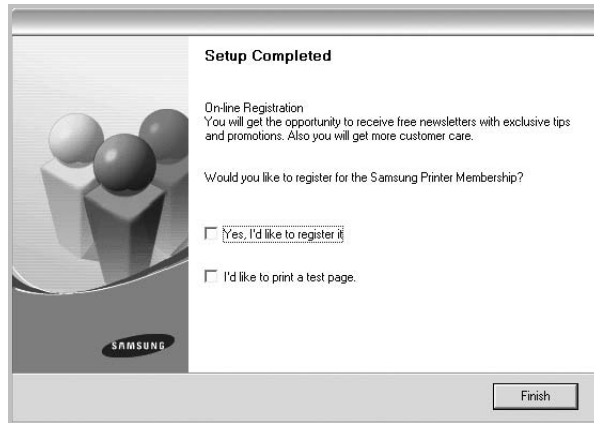 Setup Completed
On-line Registration
You will get the opportunity to receive free newsletters with exclusive tips
and promotions. Also you will get more customer care.
Would you like to register for the Samsung Printer Membership?
Yes, I'd like to register it
I'd like to print a test page.
SAMSUNG
Finish